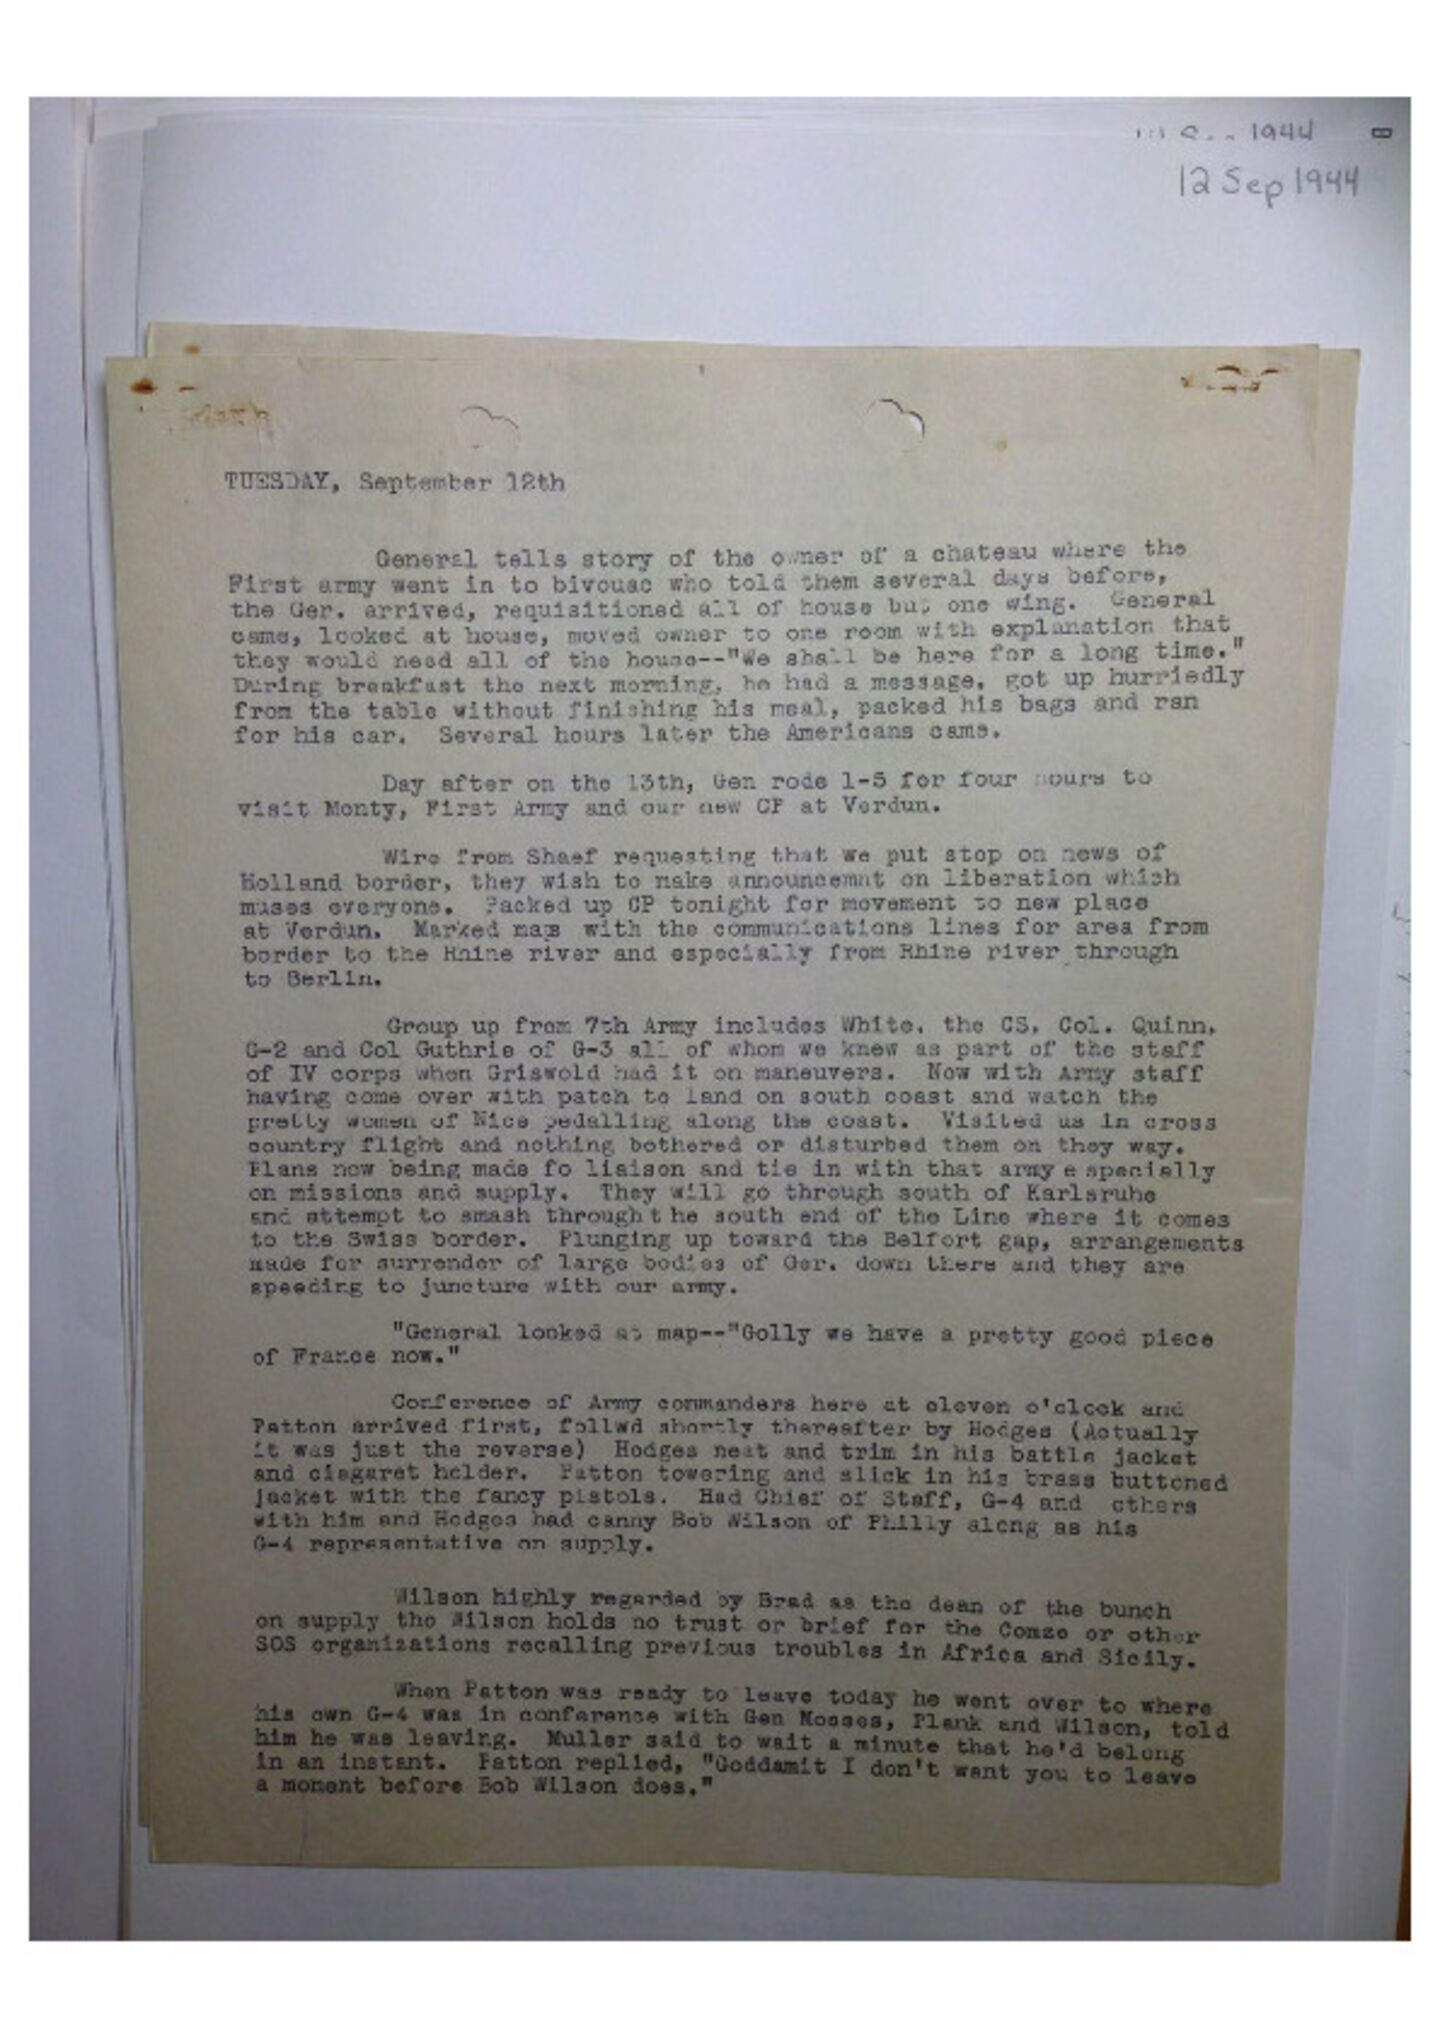 1944
12 Sep 1944
TUESDAY, September 12th
General tells story of the owner of a chateau where the
First army went in to bivouac who told them several days before,
the Ger. arrived, requisitioned all of house but one wing. General
came, looked at house, moved owner to one room with explanation that
they would need all of the house--"We shall be here for a long time."
During breakfast the next morning, he had a message, got up hurriedly
from the table without finishing his meal, packed his bags and ran
for his car. Several hours later the Americans came.
Day after on the 13th, Gen rode 1-5 for four hours to
visit Monty, First Army and our new CP at Verdun.
Wire from Shaef requesting that we put stop on news of
Holland border, they wish to make announcemnt on liberation which
muses everyone. Packed up CP tonight for movement to new place
at Verdun. Marked maps with the communications lines for area from
border to the Rhine river and especially from Rhine river through
to Berlin.
Group up from 7th Army includes White, the CS, Col. Quinn,
G-2 and Col Guthrie of G-3 all of whom we knew as part of the staff
of IV corps when Griswold had it on maneuvers. Now with Army staff
having come over with patch to land on south coast and watch the
pretty women of Nice pedalling along the coast. Visited us in cross
country flight and nothing bothered or disturbed them on they way.
Plans now being made fo liaison and tie in with that army especially
on missions and supply. They will go through south of Karlsruhe
and attempt to smash through the south end of the Line where it comes
to the Swiss border. Plunging up toward the Belfort gap, arrangements
made for surrender of large bodies of Ger. down there and they are
speeding to juncture with our army.
"General looked at map--"Golly we have a pretty good piece
of France now."
Conference of Army commanders here at eleven o'clock and
Patton arrived first, follwd shortly thereafter by Hodges (Actually
it was just the reverse) Hodges neat and trim in his battle jacket
and ciagaret holder. Patton towering and slick in his brass buttoned
jacket with the fancy pistols. Had Chief of Staff, G-4 and others
with him and Hodges had canny Bob Wilson of Philly along as his
G-4 representative on supply.
Wilson highly regarded by Brad as the dean of the bunch
on supply tho Wilson holds no trust or brief for the Comzo or other
SOS organizations recalling previous troubles in Africa and Sicily.
When Patton was ready to leave today he went over to where
his own G-4 was in conference with Gen Mosses, Plank and Wilson, told
him he was leaving. Muller said to wait a minute that he'd belong
in an instant. Patton replied, "Goddamit I don't want you to leave
a moment before Bob Wilson does."